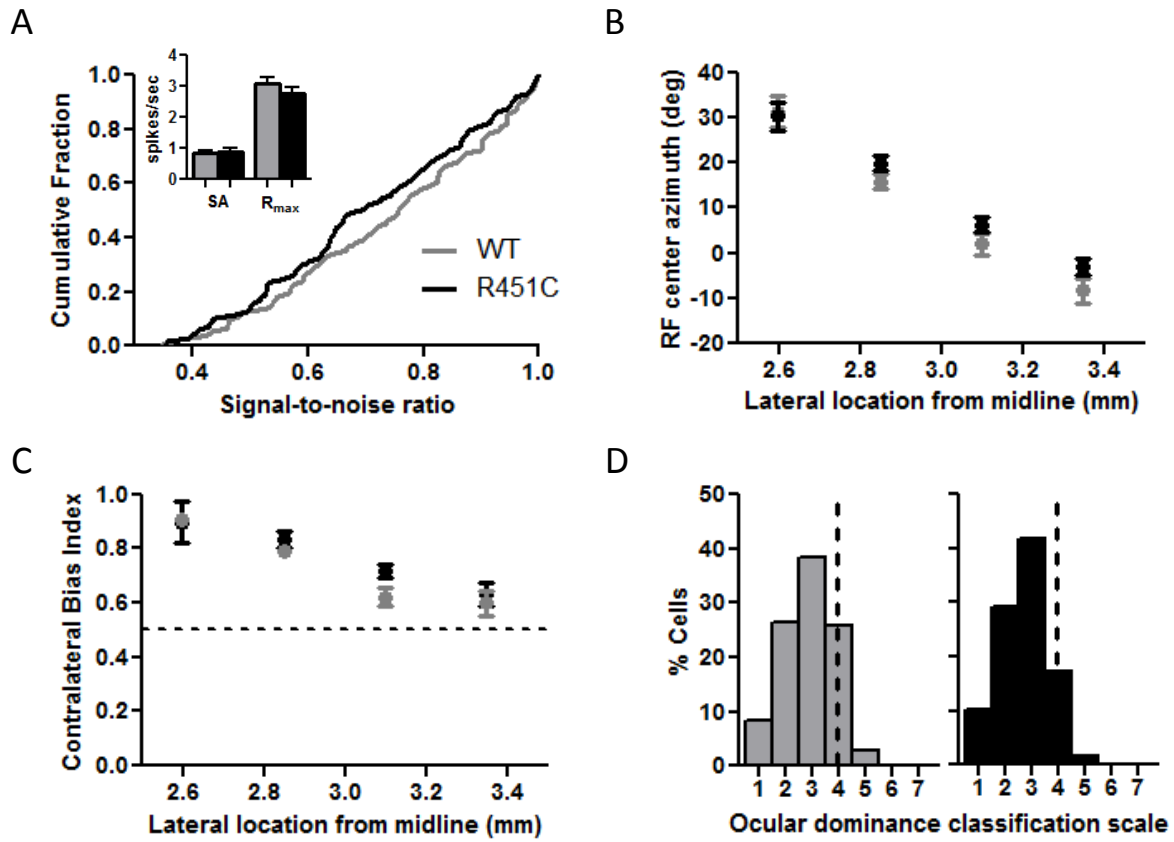 A
spikes/sec
4
3
2
1
0
SA
Rmax
Cumulative Fraction
1.0
0.8
0.6
0.4
0.2
0.0
WT
R451C
0.4 0.6 0.8 1.0
Signal-to-noise ratio
B
RF center azimuth (deg)
40
30
20
10
0
-10
-20
2.6 2.8 3.0 3.2 3.4
Lateral location from midline (mm)
C
Contralateral Bias Index
1.0
0.8
0.6
0.4
0.2
0.0
2.6 2.8 3.0 3.2 3.4
Lateral location from midline (mm)
D
% Cells
50
40
30
20
10
0
1 2 3 4 5 6 7
1 2 3 4 5 6 7
Ocular dominance classification scale